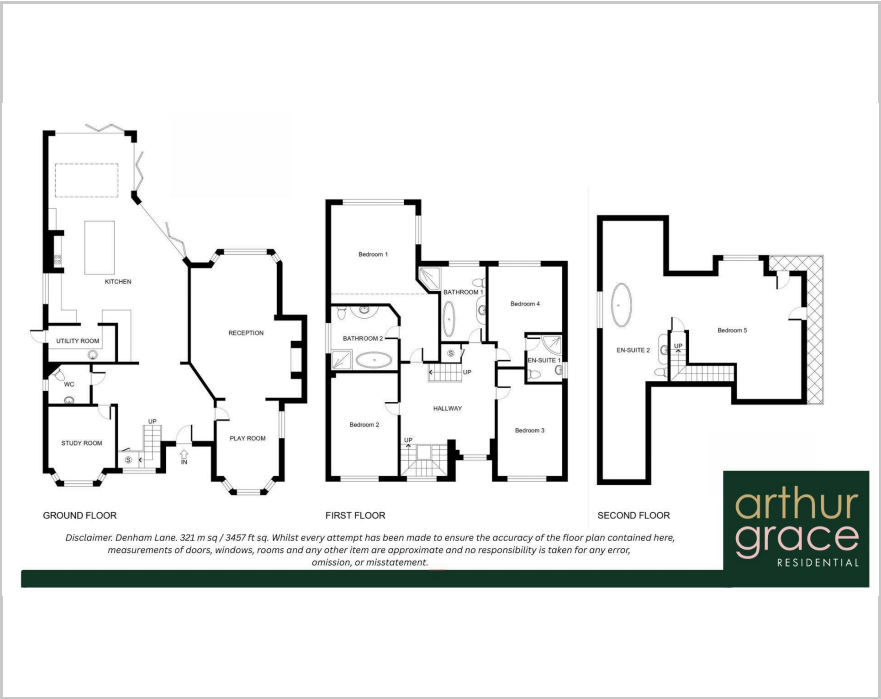 KITCHEN
UTILITY ROOM
WC
STUDY ROOM
UP
S
IN
RECEPTION
PLAY ROOM
GROUND FLOOR
Bedroom 1
BATHROOM 1
Bedroom 4
BATHROOM 2
S
EN-SUITE 1
UP
HALLWAY
Bedroom 2
UP
Bedroom 3
FIRST FLOOR
Bedroom 5
EN-SUITE 2
UP
SECOND FLOOR
Disclaimer. Denham Lane. 321 m sq / 3457 ft sq. Whilst every attempt has been made to ensure the accuracy of the floor plan contained here,
measurements of doors, windows, rooms and any other item are approximate and no responsibility is taken for any error,
omission, or misstatement.
arthur
grace
RESIDENTIAL